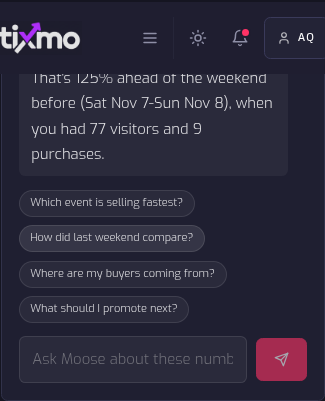 tixmo
AQ
That's 125% ahead of the weekend
before (Sat Nov 7-Sun Nov 8), when
you had 77 visitors and 9
purchases.
Which event is selling fastest?
How did last weekend compare?
Where are my buyers coming from?
What should I promote next?
Ask Moose about these numb